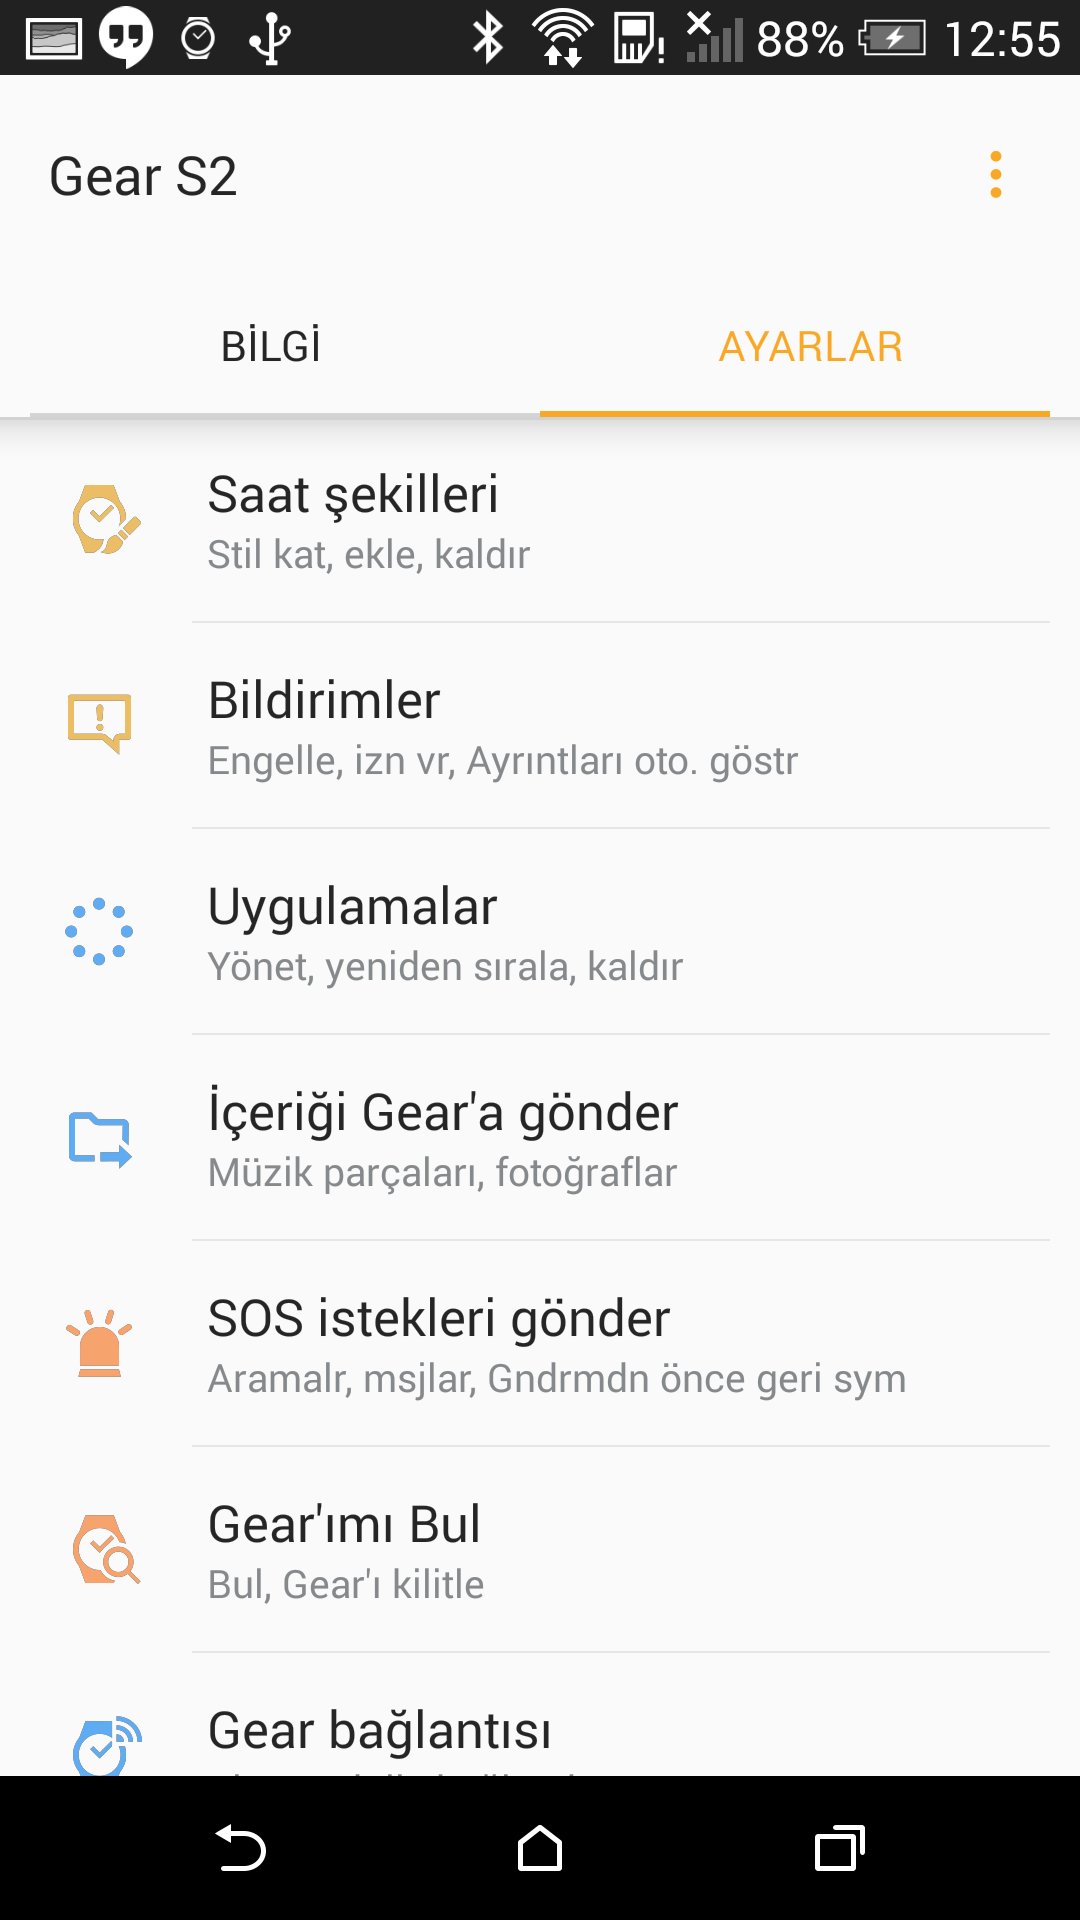 88% 12:55
Gear S2
BİLGİ AYARLAR
Saat şekilleri
Stil kat, ekle, kaldır
Bildirimler
Engelle, izn vr, Ayrıntları oto. göstr
Uygulamalar
Yönet, yeniden sırala, kaldır
İçeriği Gear'a gönder
Müzik parçaları, fotoğraflar
SOS istekleri gönder
Aramalr, msjlar, Gndrmdn önce geri sym
Gear'ımı Bul
Bul, Gear'ı kilitle
Gear bağlantısı